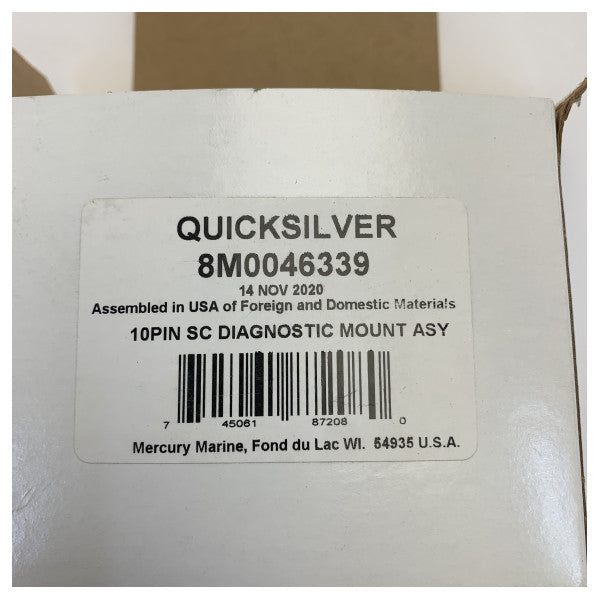 QUICKSILVER
8M0046339
14 NOV 2020
Assembled in USA of Foreign and Domestic Materials
10PIN SC DIAGNOSTIC MOUNT ASY
7 45061 87208 0
Mercury Marine, Fond du Lac WI. 54935 U.S.A.